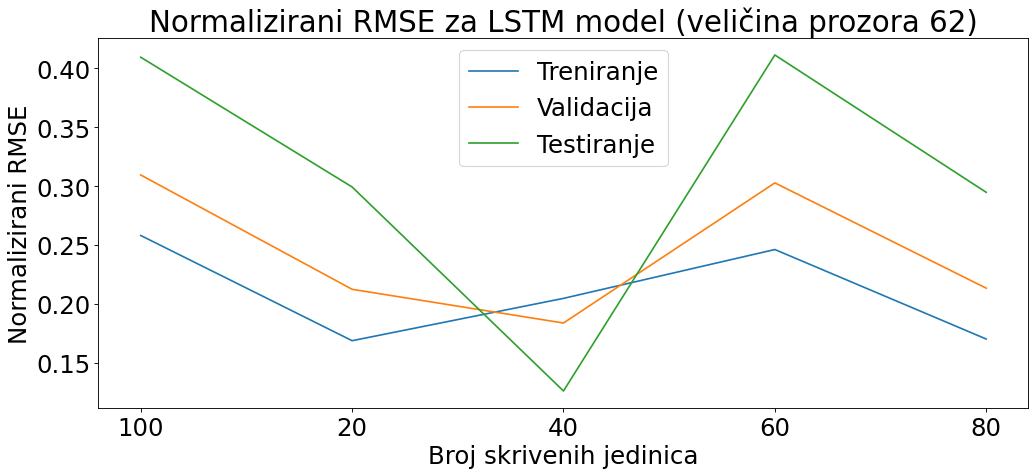 Normalizirani RMSE za LSTM model (veličina prozora 62)
Normalizirani RMSE
0.40
0.35
0.30
0.25
0.20
0.15
Treniranje
Validacija
Testiranje
100 20 40 60 80
Broj skrivenih jedinica